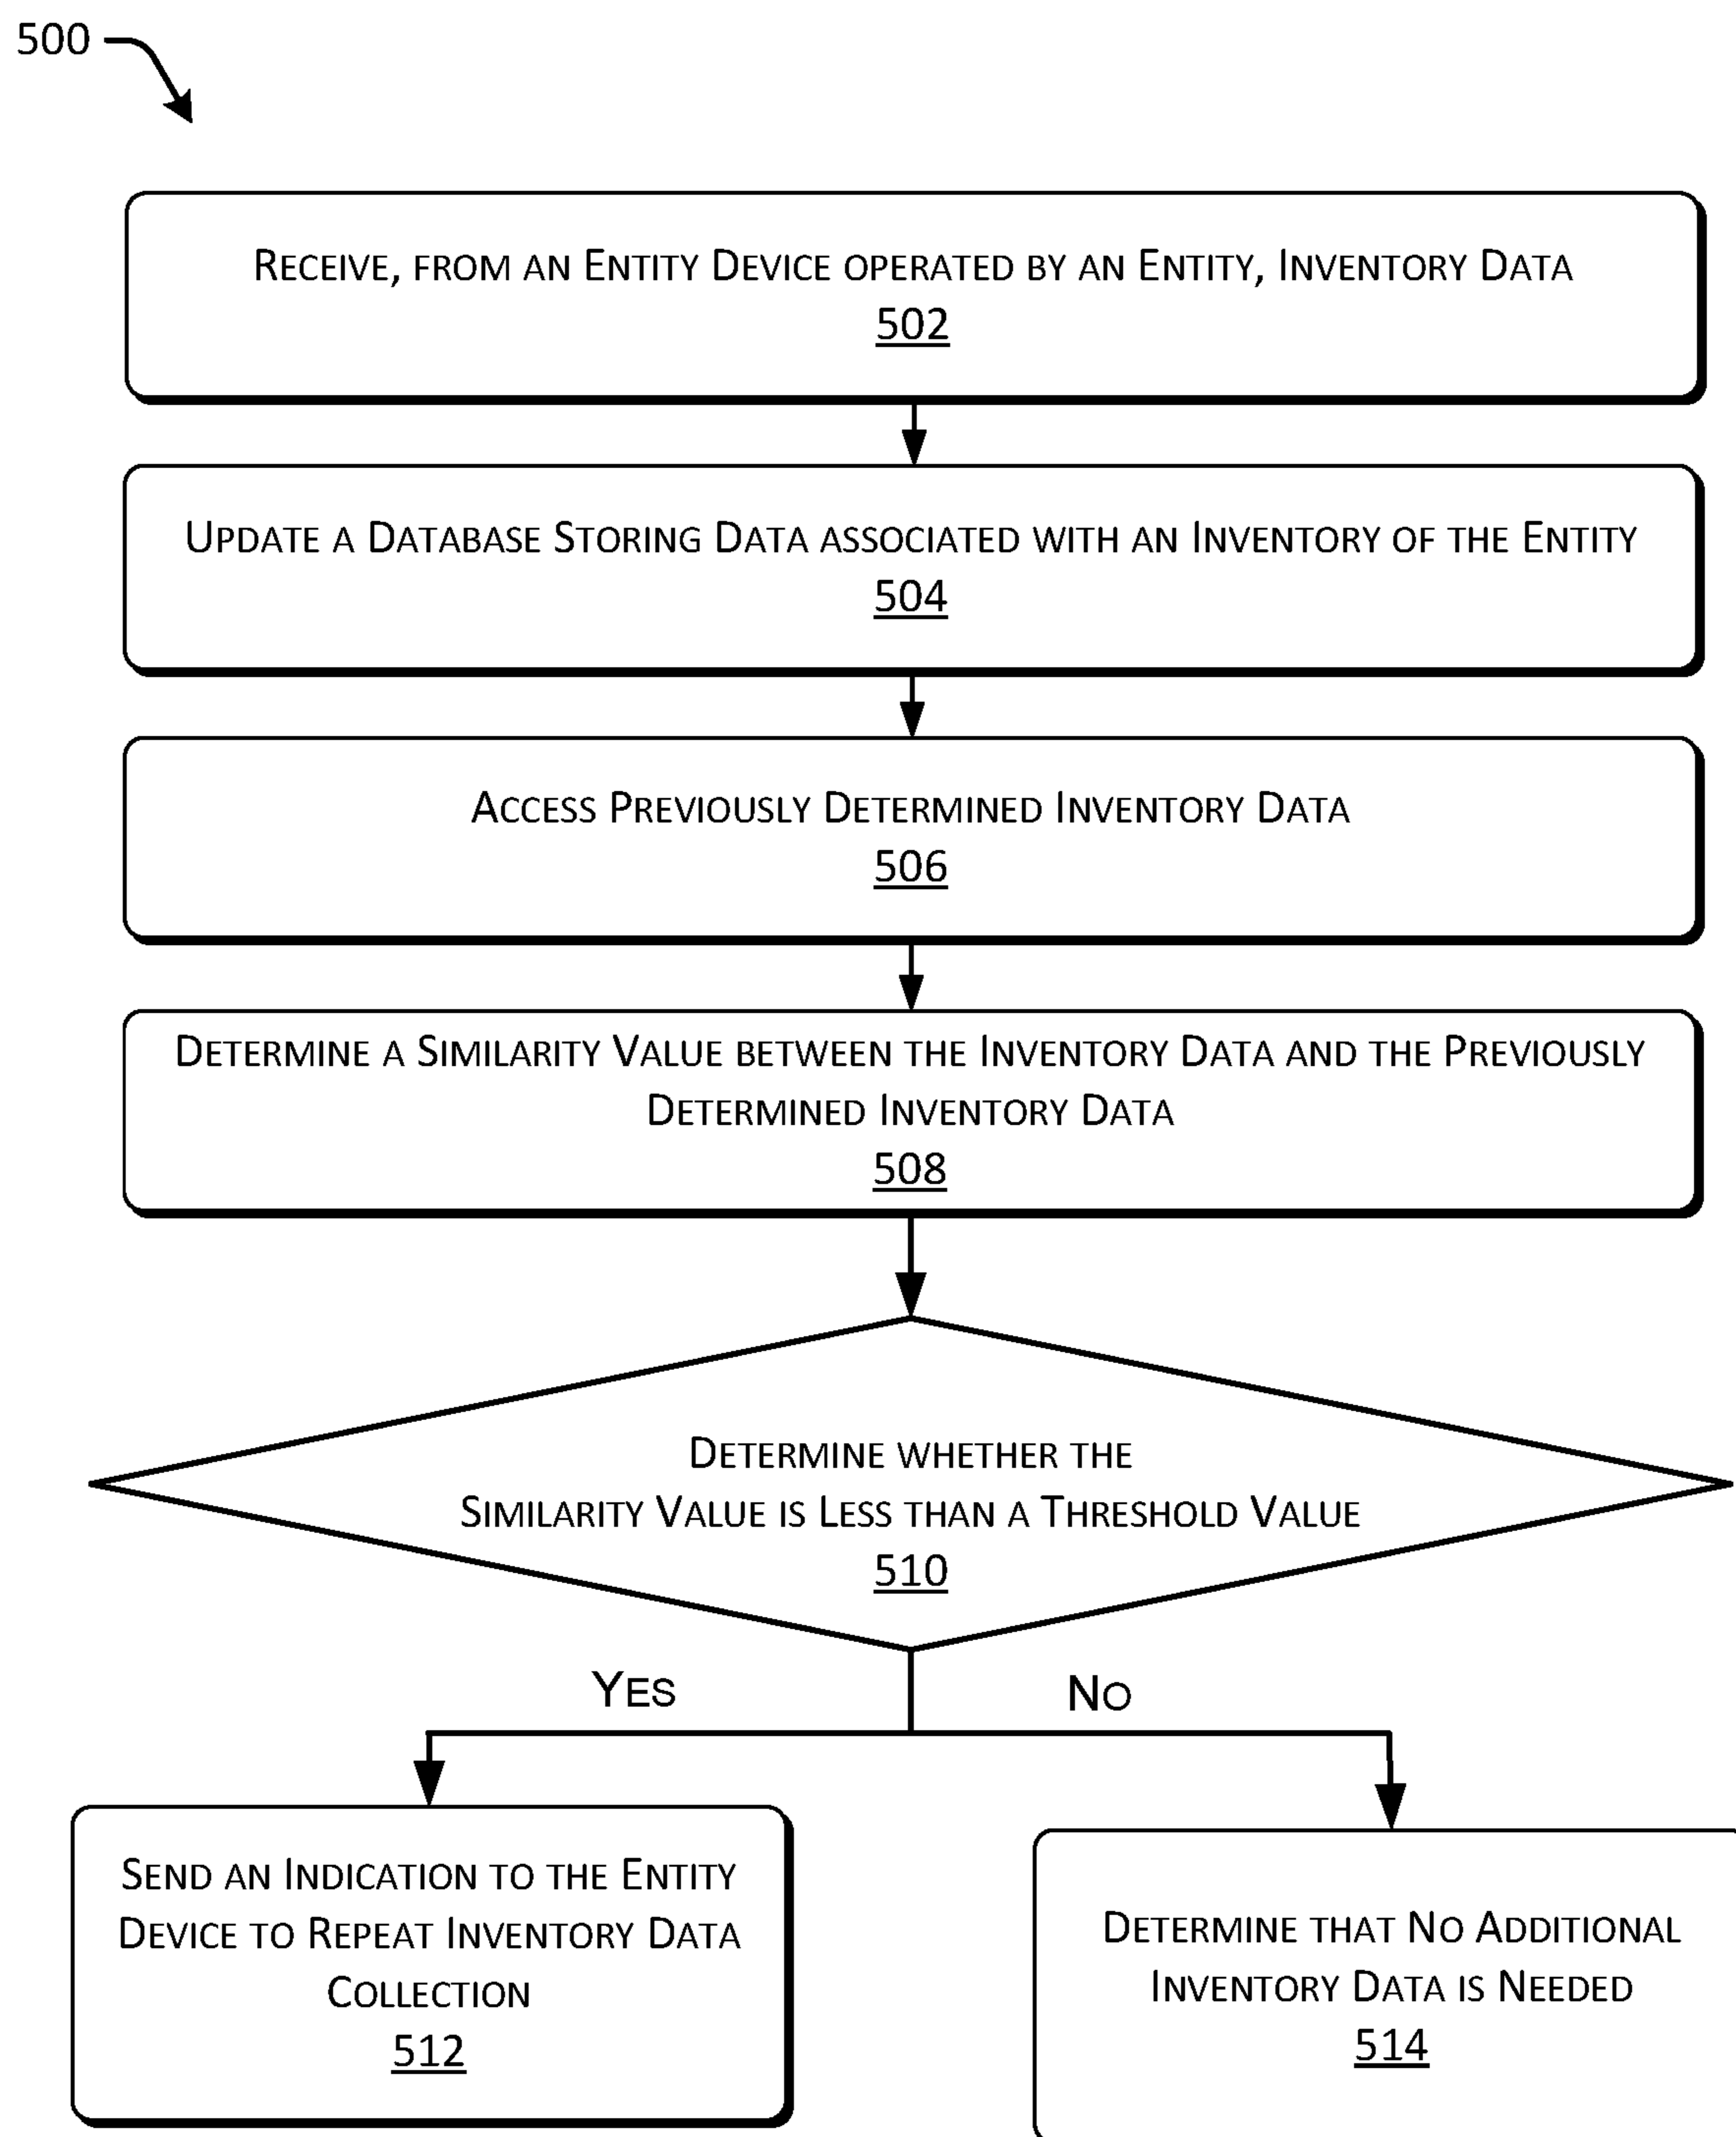 500
RECEIVE, FROM AN ENTITY DEVICE OPERATED BY AN ENTITY, INVENTORY DATA
502
UPDATE A DATABASE STORING DATA ASSOCIATED WITH AN INVENTORY OF THE ENTITY
504
ACCESS PREVIOUSLY DETERMINED INVENTORY DATA
506
DETERMINE A SIMILARITY VALUE BETWEEN THE INVENTORY DATA AND THE PREVIOUSLY
DETERMINED INVENTORY DATA
508
DETERMINE WHETHER THE
SIMILARITY VALUE IS LESS THAN A THRESHOLD VALUE
510
YES
NO
SEND AN INDICATION TO THE ENTITY
DEVICE TO REPEAT INVENTORY DATA
COLLECTION
512
DETERMINE THAT NO ADDITIONAL
INVENTORY DATA IS NEEDED
514